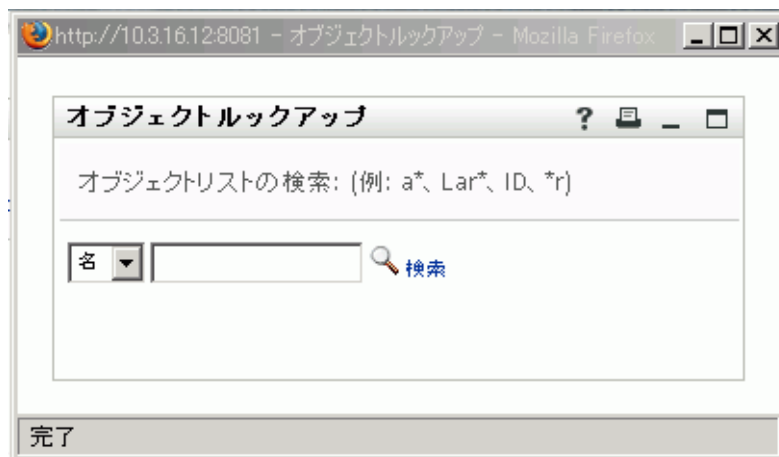 http://10.3.16.12:8081 - オブジェクトルックアップ - Mozilla Firefox
オブジェクトルックアップ ?
オブジェクトリストの検索: (例: a*、Lar*、ID、*r)
名 検索
完了